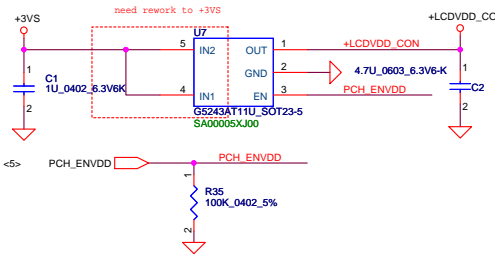 need rework to +3VS
+3VS
U7
+LCDVDD_CO
5 IN2 OUT 1 +LCDVDD_CON
GND 2
4 IN1 EN 3 PCH_ENVDD
1
C1
1U_0402_6.3V6K
2
4.7U_0603_6.3V6-K
1
C2
2
G5243AT11U_SOT23-5
SA00005XJ00
<5> PCH_ENVDD PCH_ENVDD
1
R35
100K_0402_5%
2